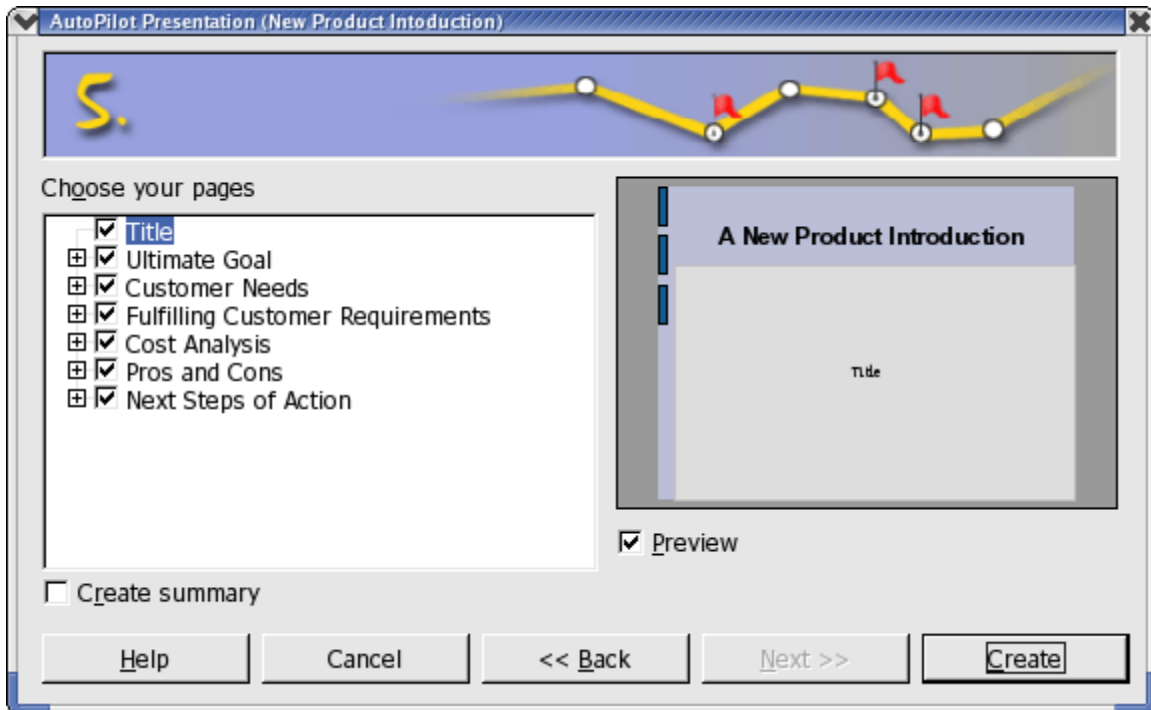 AutoPilot Presentation (New Product Intoduction)
5.
Choose your pages
Title
Ultimate Goal
Customer Needs
Fulfilling Customer Requirements
Cost Analysis
Pros and Cons
Next Steps of Action
A New Product Introduction
Title
Preview
Create summary
Help
Cancel
<< Back
Next >>
Create